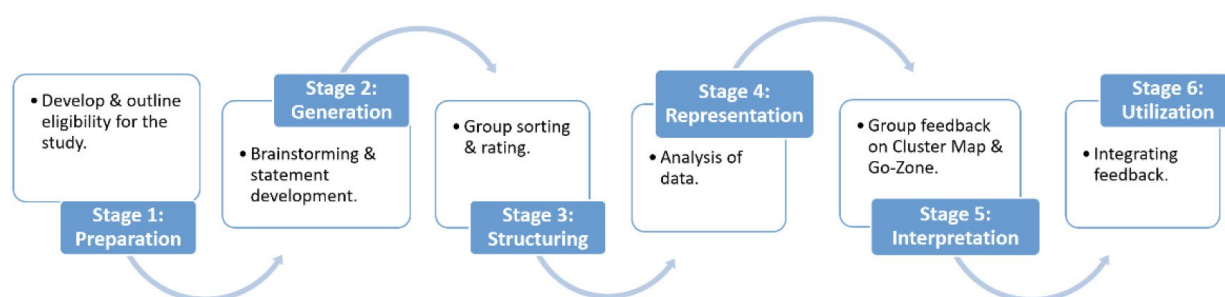 • Develop & outline
eligibility for the
study.
Stage 1:
Preparation
Stage 2:
Generation
• Brainstorming &
statement
development.
• Group sorting
& rating.
Stage 3:
Structuring
Stage 4:
Representation
• Analysis of
data.
• Group feedback
on Cluster Map &
Go-Zone.
Stage 5:
Interpretation
Stage 6:
Utilization
• Integrating
feedback.